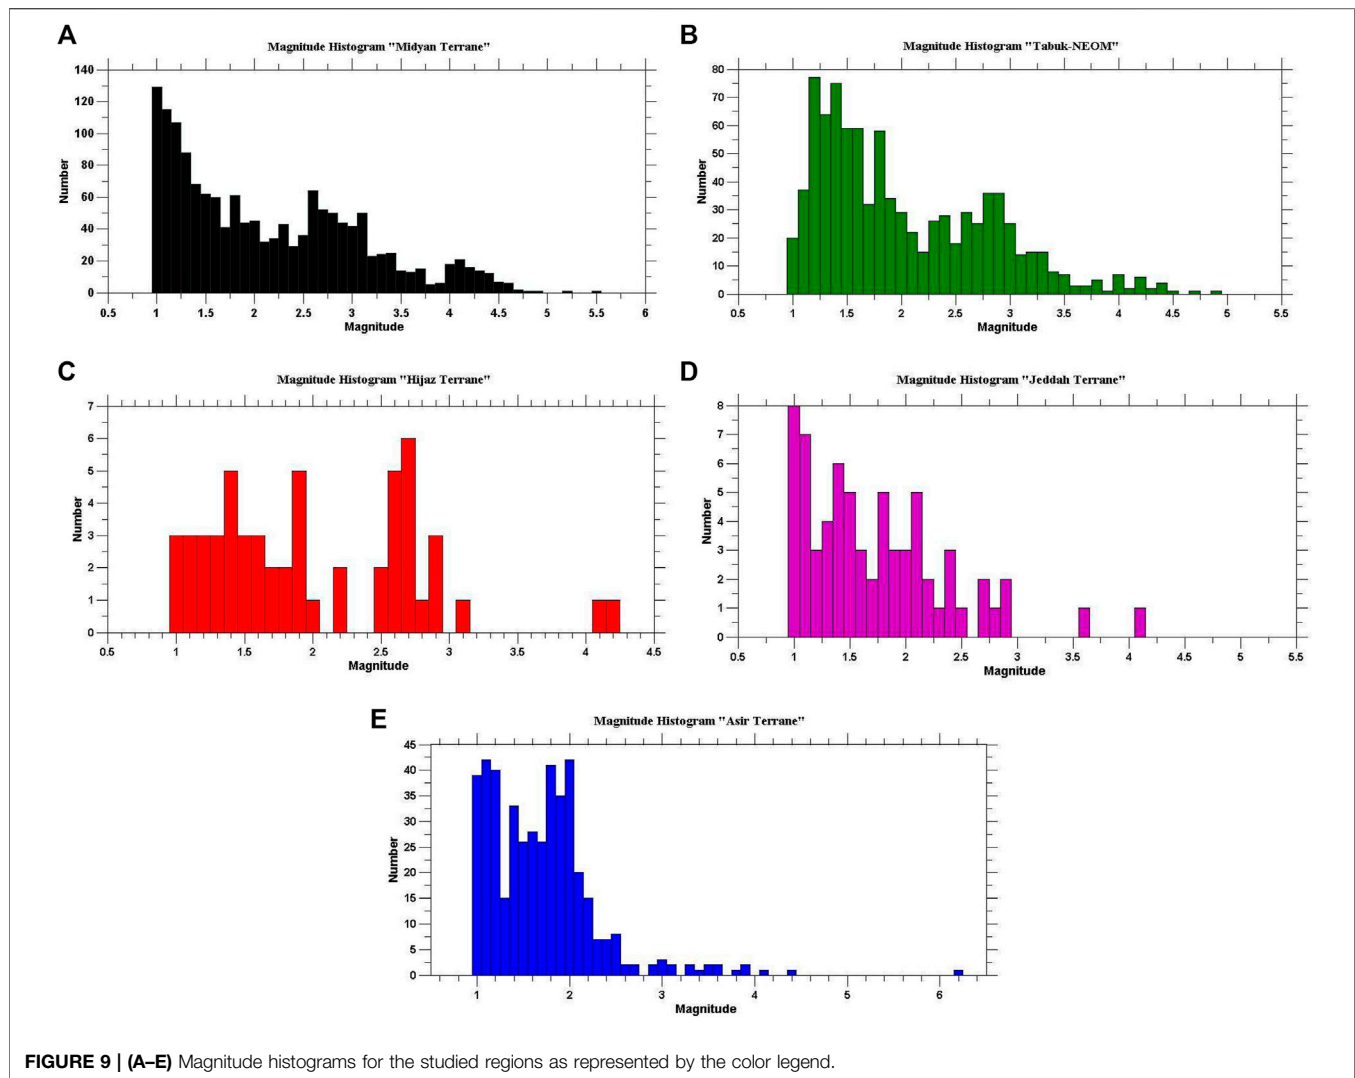 A
Magnitude Histogram "Midyan Terrane"
140
120
100
80
60
40
20
0
Number
0.5 1 1.5 2 2.5 3 3.5 4 4.5 5 5.5 6
Magnitude
B
Magnitude Histogram "Tabuk-NEOM"
80
70
60
50
40
30
20
10
0
Number
0.5 1 1.5 2 2.5 3 3.5 4 4.5 5 5.5
Magnitude
C
Magnitude Histogram "Hijaz Terrane"
7
6
5
4
3
2
1
0
Number
0.5 1 1.5 2 2.5 3 3.5 4 4.5
Magnitude
D
Magnitude Histogram "Jeddah Terrane"
8
7
6
5
4
3
2
1
0
Number
0.5 1 1.5 2 2.5 3 3.5 4 4.5 5 5.5
Magnitude
E
Magnitude Histogram "Asir Terrane"
45
40
35
30
25
20
15
10
5
0
Number
1 2 3 4 5 6
Magnitude
FIGURE 9 | (A–E) Magnitude histograms for the studied regions as represented by the color legend.